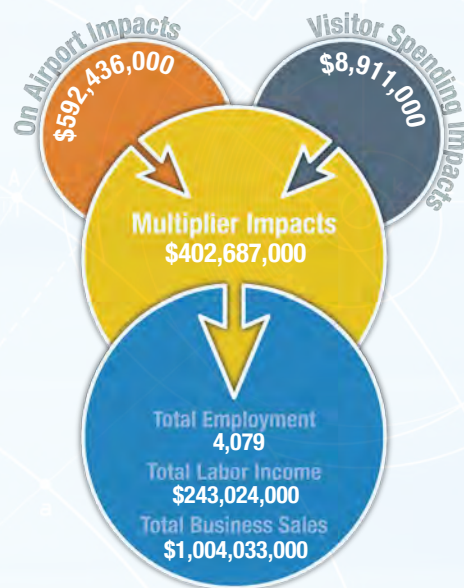 On Airport Impacts
$592,436,000
Visitor Spending Impacts
$8,911,000
Multiplier Impacts
$402,687,000
Total Employment
4,079
Total Labor Income
$243,024,000
Total Business Sales
$1,004,033,000